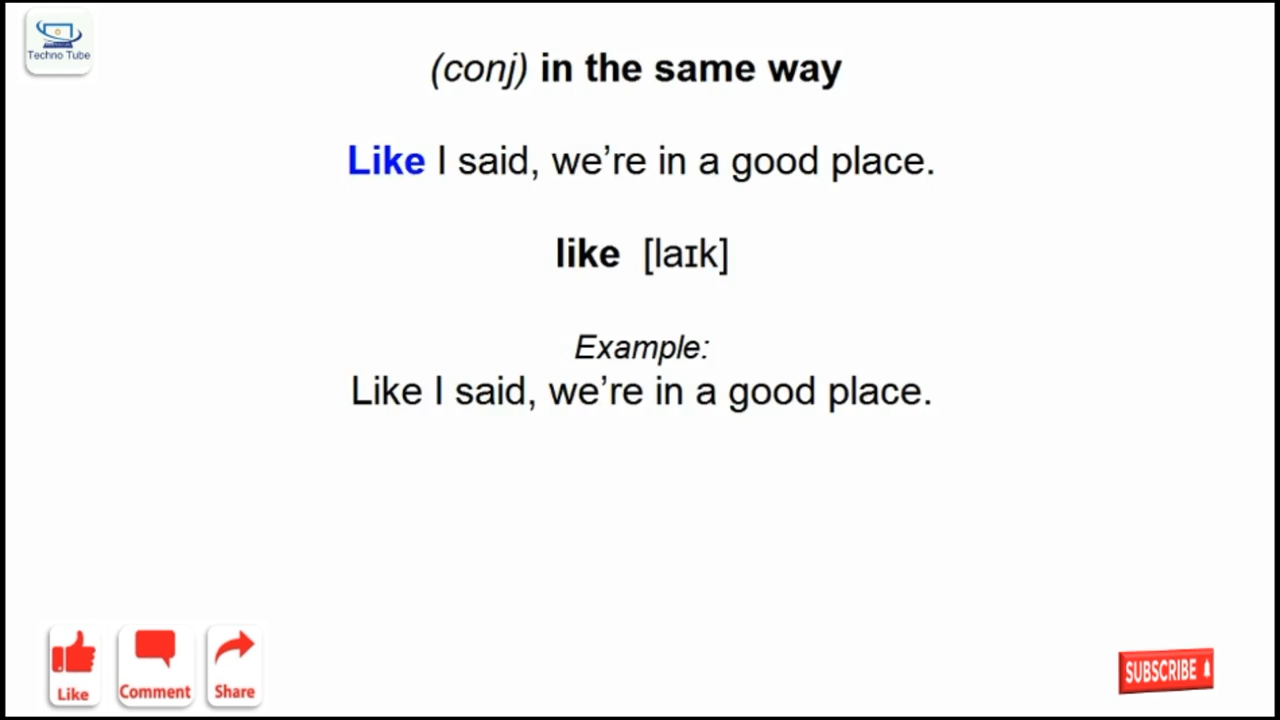 Techno Tube
(conj) in the same way
Like I said, we’re in a good place.
like [laɪk]
Example:
Like I said, we’re in a good place.
Like
Comment
Share
SUBSCRIBE